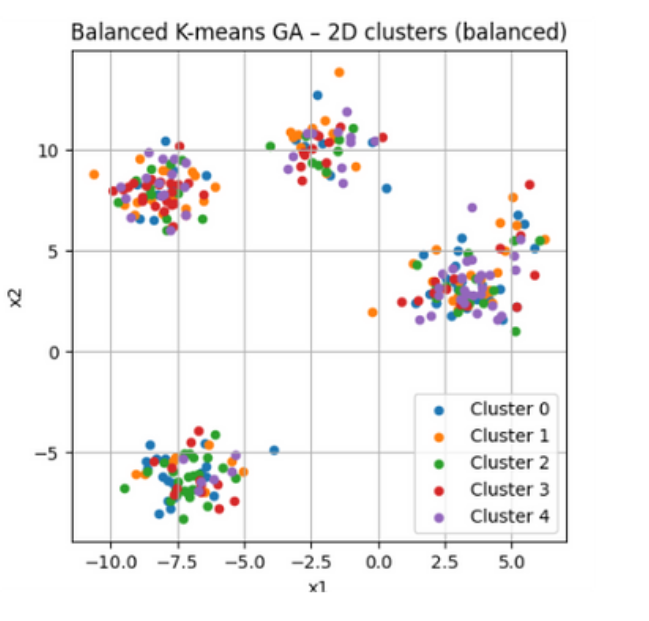 Balanced K-means GA – 2D clusters (balanced)
10
5
0
−5
x2
Cluster 0
Cluster 1
Cluster 2
Cluster 3
Cluster 4
−10.0 −7.5 −5.0 −2.5 0.0 2.5 5.0
x1